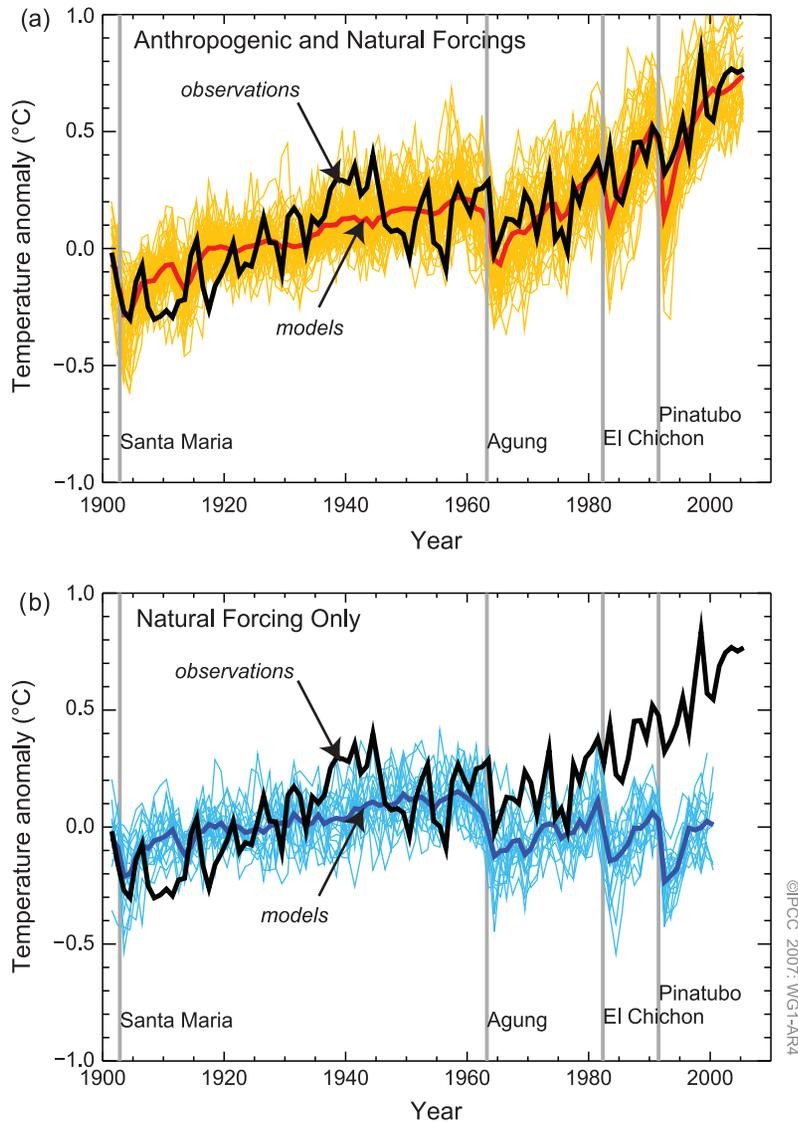 (a)
1.0
Anthropogenic and Natural Forcings
observations
0.5
Temperature anomaly (°C)
0.0
models
−0.5
Pinatubo
Santa Maria
Agung
El Chichon
−1.0
1900
1920
1940
1960
1980
2000
Year
(b)
1.0
Natural Forcing Only
observations
0.5
Temperature anomaly (°C)
0.0
models
−0.5
Pinatubo
Santa Maria
Agung
El Chichon
−1.0
1900
1920
1940
1960
1980
2000
Year
©IPCC 2007: WG1-AR4